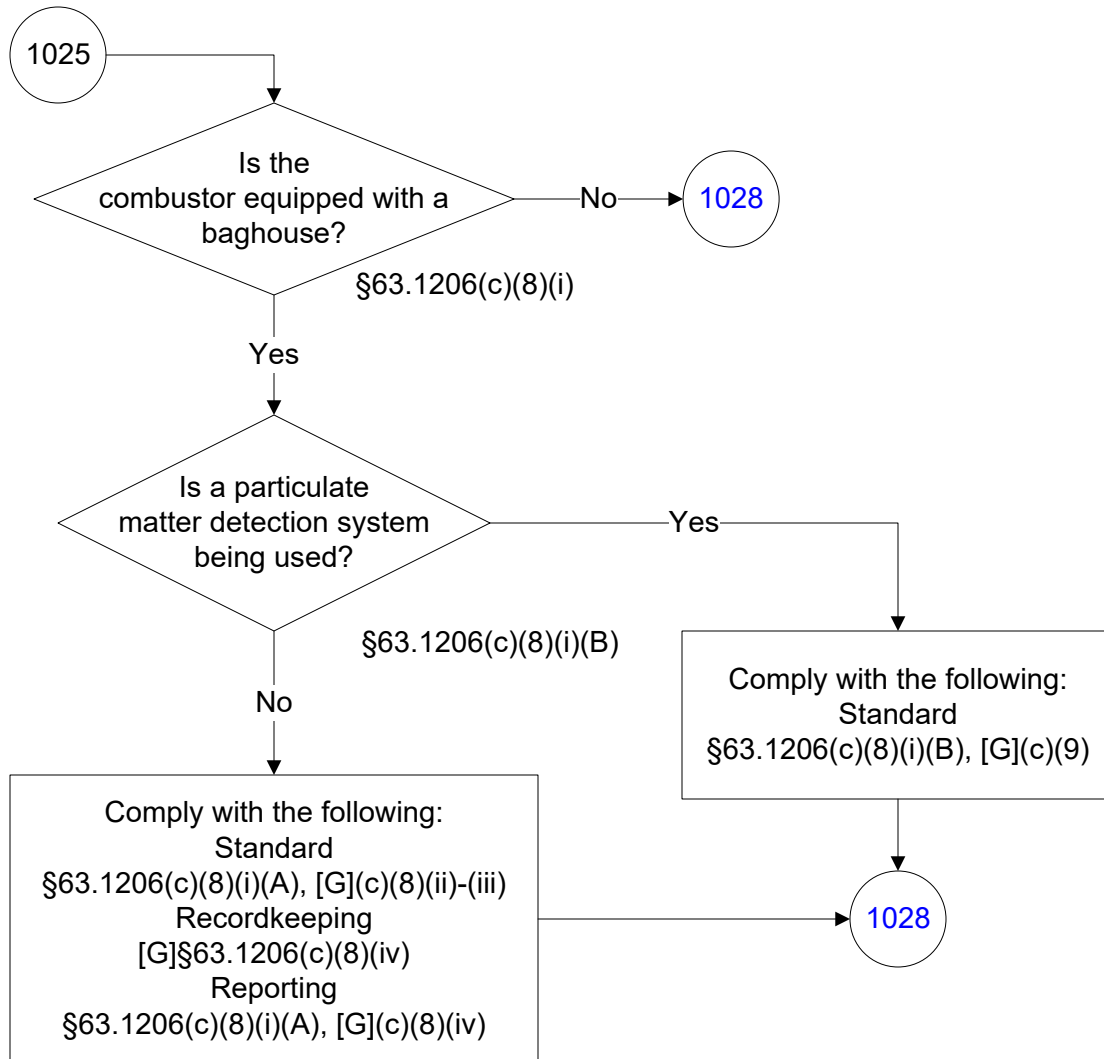 1025
Is the
combustor equipped with a
baghouse?
No
1028
§63.1206(c)(8)(i)
Yes
Is a particulate
matter detection system
being used?
Yes
§63.1206(c)(8)(i)(B)
No
Comply with the following:
Standard
§63.1206(c)(8)(i)(B), [G](c)(9)
Comply with the following:
Standard
§63.1206(c)(8)(i)(A), [G](c)(8)(ii)-(iii)
Recordkeeping
[G]§63.1206(c)(8)(iv)
Reporting
§63.1206(c)(8)(i)(A), [G](c)(8)(iv)
1028